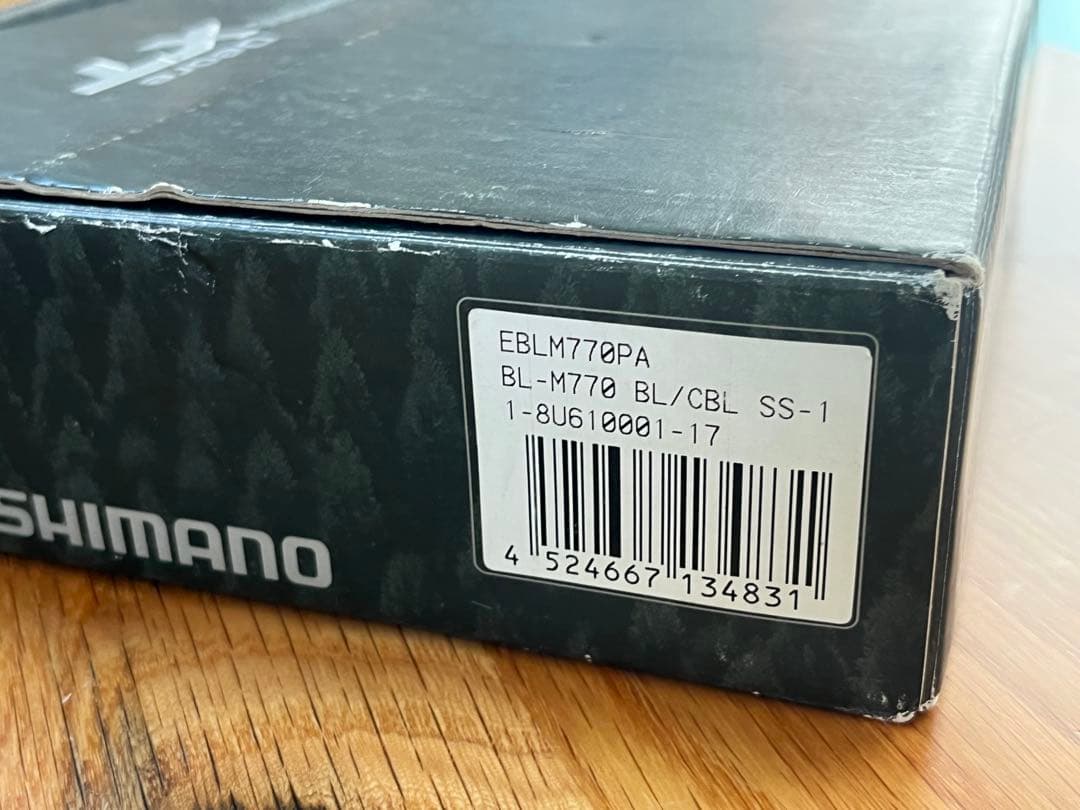 SHIMANO
EBLM770PA
BL-M770 BL/CBL SS-1
1-8U610001-17
4 524667 134831